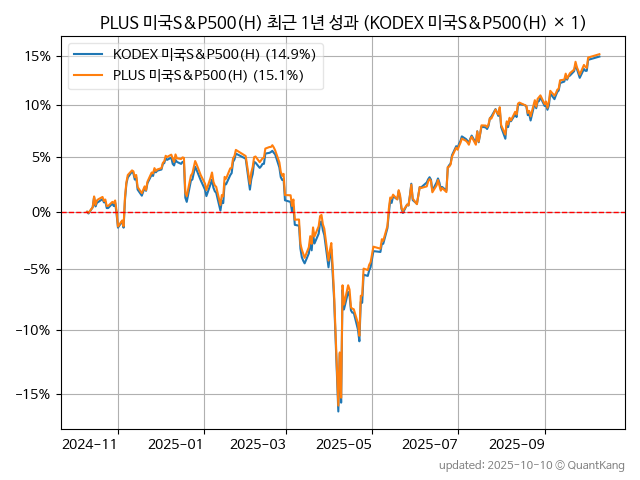 PLUS 미국S&P500(H) 최근 1년 성과 (KODEX 미국S&P500(H) × 1)
KODEX 미국S&P500(H) (14.9%)
PLUS 미국S&P500(H) (15.1%)
15%
10%
5%
0%
−5%
−10%
−15%
2024-11 2025-01 2025-03 2025-05 2025-07 2025-09
updated: 2025-10-10 © QuantKang